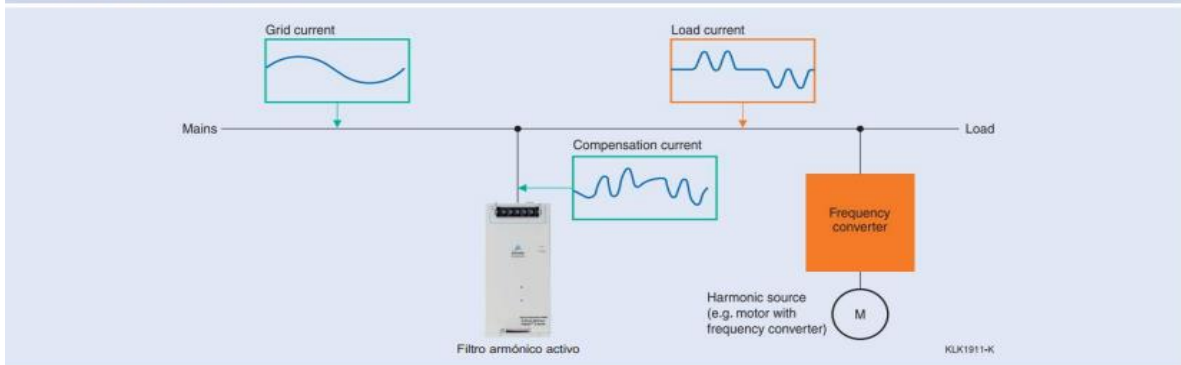 Grid current
Load current
Mains
Load
Compensation current
Frequency
converter
Harmonic source
(e.g. motor with
frequency converter)
M
Filtro armónico activo
KLK1911-K